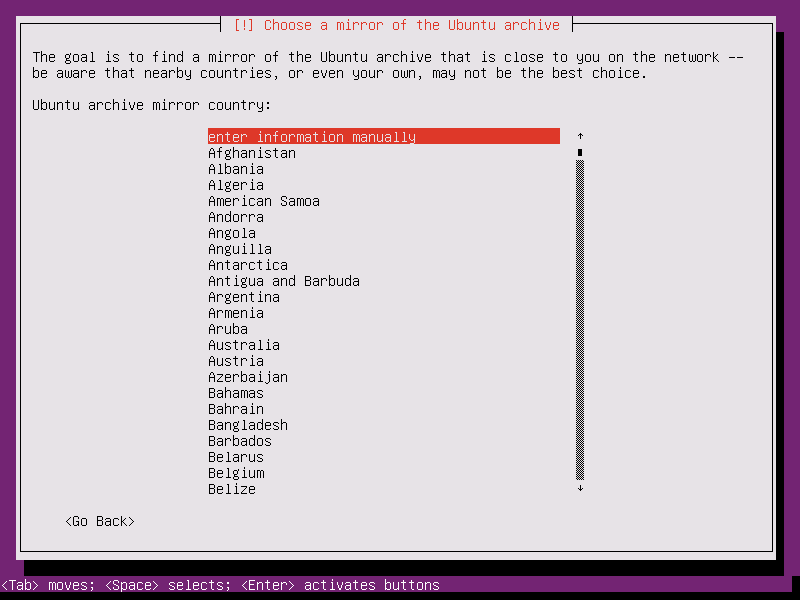 [!] Choose a mirror of the Ubuntu archive
The goal is to find a mirror of the Ubuntu archive that is close to you on the network --
be aware that nearby countries, or even your own, may not be the best choice.
Ubuntu archive mirror country:
enter information manually
Afghanistan
Albania
Algeria
American Samoa
Andorra
Angola
Anguilla
Antarctica
Antigua and Barbuda
Argentina
Armenia
Aruba
Australia
Austria
Azerbaijan
Bahamas
Bahrain
Bangladesh
Barbados
Belarus
Belgium
Belize
<Go Back>
<Tab> moves; <Space> selects; <Enter> activates buttons